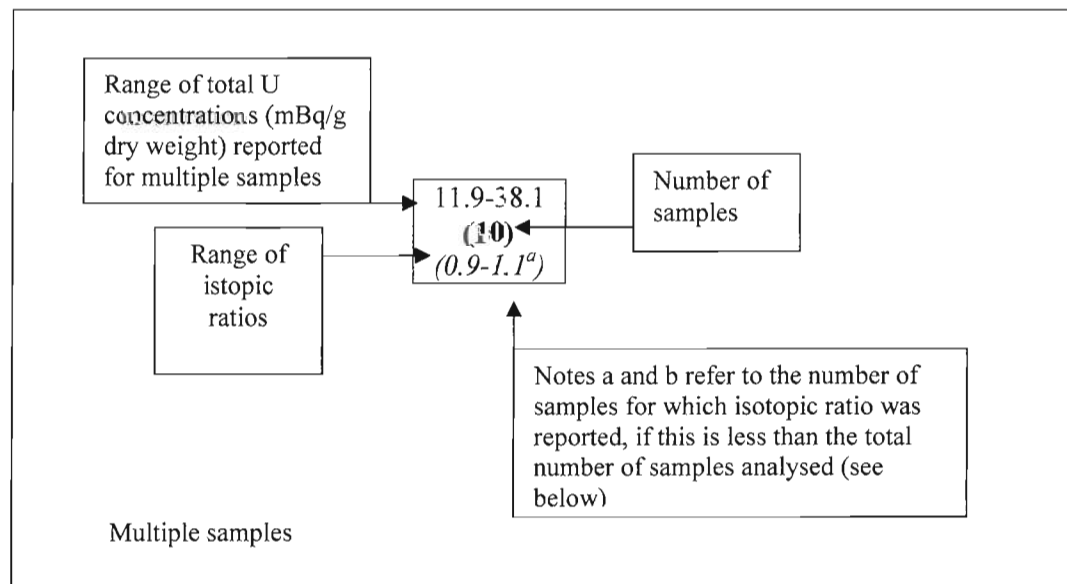 Range of total U
concentrations (mBq/g
dry weight) reported
for multiple samples
11.9-38.1
(10)
(0.9-1.1a)
Number of
samples
Range of
istopic
ratios
Notes a and b refer to the number of
samples for which isotopic ratio was
reported, if this is less than the total
number of samples analysed (see
below)
Multiple samples